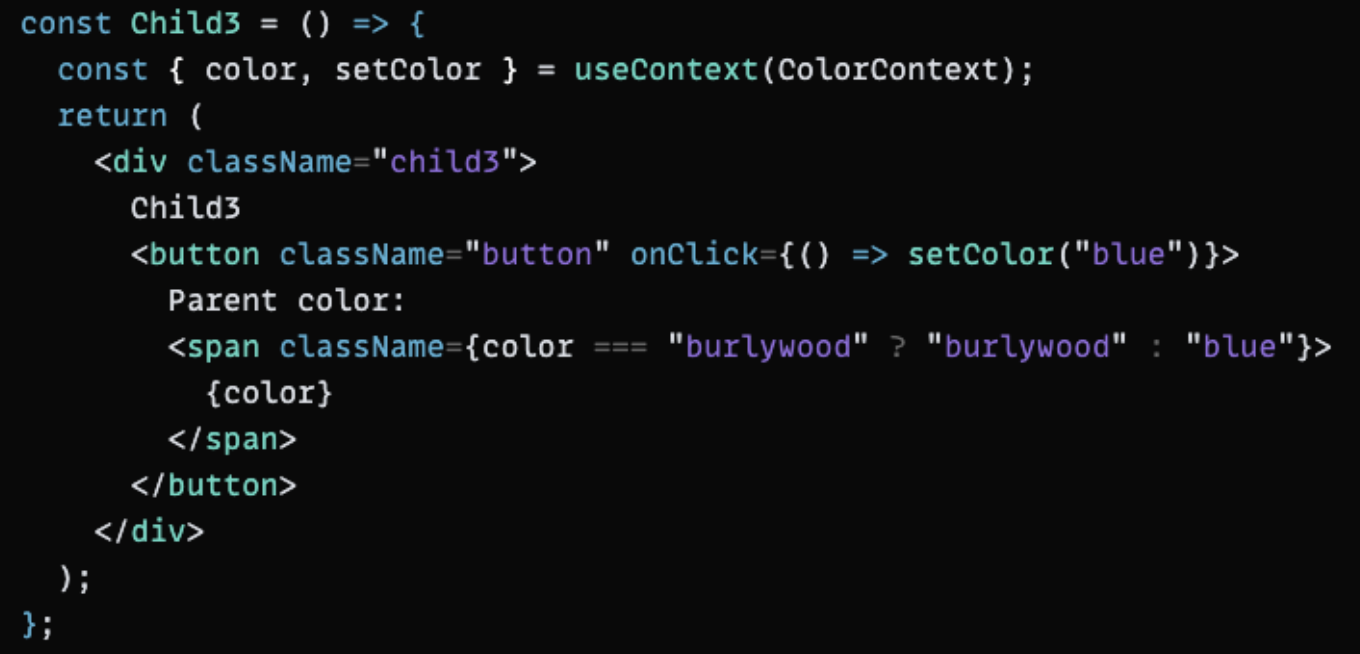 const Child3 = () => {
  const { color, setColor } = useContext(ColorContext);
  return (
    <div className="child3">
      Child3
      <button className="button" onClick={() => setColor("blue")}>
        Parent color:
        <span className={color === "burlywood" ? "burlywood" : "blue"}>
          {color}
        </span>
      </button>
    </div>
  );
};